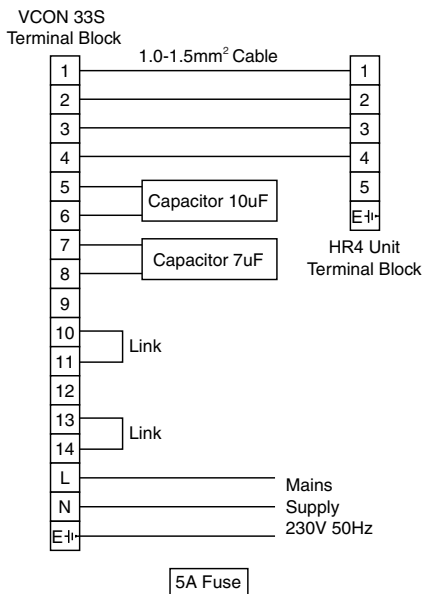 VCON 33S
Terminal Block
1.0-1.5mm² Cable
1
2
3
4
5
6
7
8
9
10
11
12
13
14
L
N
E
Capacitor 10uF
Capacitor 7uF
Link
Link
1
2
3
4
5
E
HR4 Unit
Terminal Block
Mains
Supply
230V 50Hz
5A Fuse